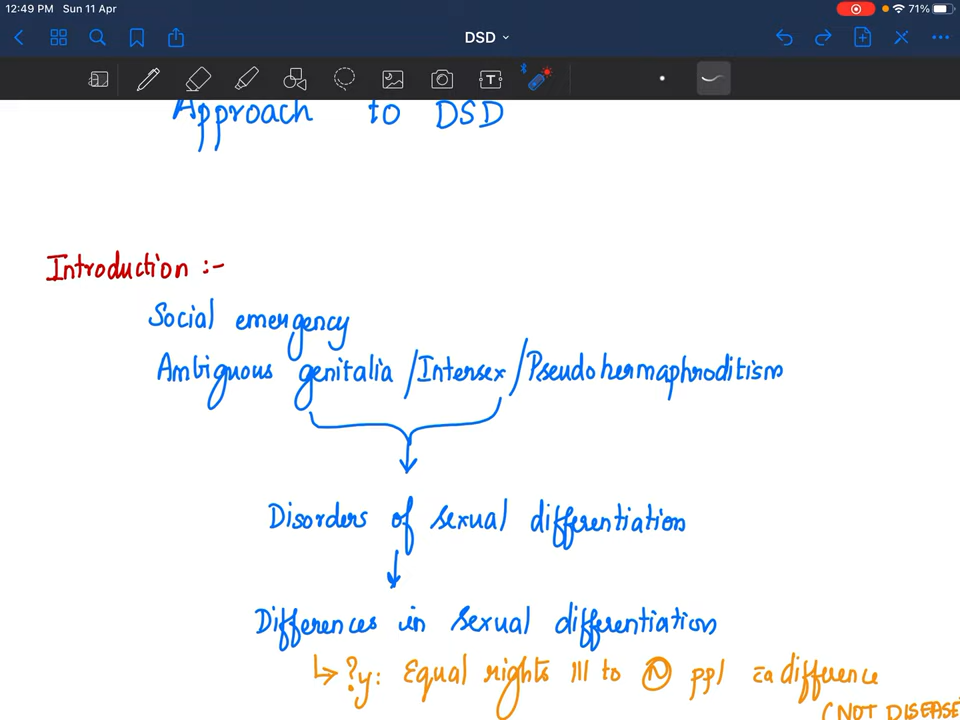 12:49 PM Sun 11 Apr 71%
DSD
T
Approach to DSD
Introduction :-
Social emergency
Ambiguous genitalia / Intersex / Pseudohermaphroditism
Disorders of sexual differentiation
Differences in sexual differentiation
↳ ?y: Equal rights lll to Ⓝ ppl c̄ a difference
(NOT DISEASE